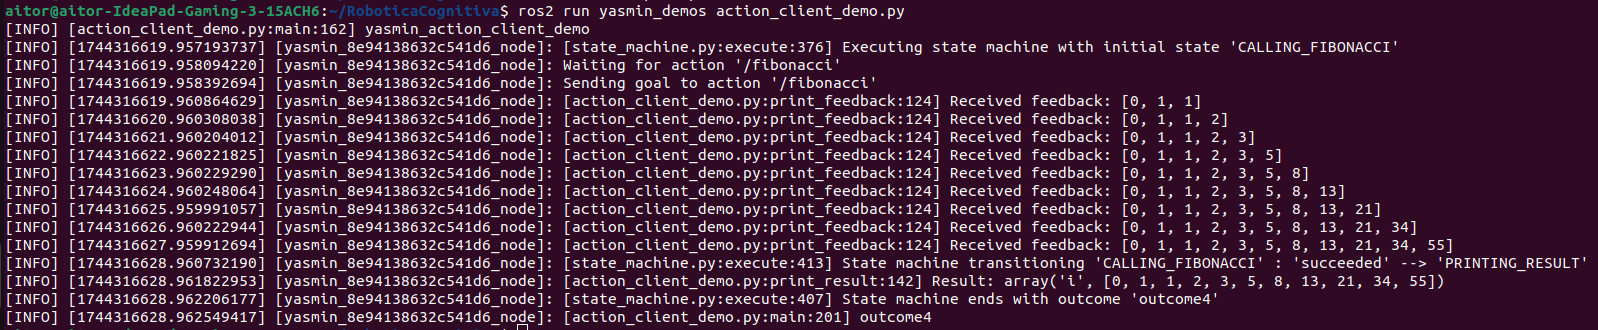 aitor@aitor-IdeaPad-Gaming-3-15ACH6:~/RoboticaCognitiva$ ros2 run yasmin_demos action_client_demo.py
[INFO] [action_client_demo.py:main:162] yasmin_action_client_demo
[INFO] [1744316619.957193737] [yasmin_8e94138632c541d6_node]: [state_machine.py:execute:376] Executing state machine with initial state 'CALLING_FIBONACCI'
[INFO] [1744316619.958094220] [yasmin_8e94138632c541d6_node]: Waiting for action '/fibonacci'
[INFO] [1744316619.958392694] [yasmin_8e94138632c541d6_node]: Sending goal to action '/fibonacci'
[INFO] [1744316619.960864629] [yasmin_8e94138632c541d6_node]: [action_client_demo.py:print_feedback:124] Received feedback: [0, 1, 1]
[INFO] [1744316620.960308038] [yasmin_8e94138632c541d6_node]: [action_client_demo.py:print_feedback:124] Received feedback: [0, 1, 1, 2]
[INFO] [1744316621.960204012] [yasmin_8e94138632c541d6_node]: [action_client_demo.py:print_feedback:124] Received feedback: [0, 1, 1, 2, 3]
[INFO] [1744316622.960221825] [yasmin_8e94138632c541d6_node]: [action_client_demo.py:print_feedback:124] Received feedback: [0, 1, 1, 2, 3, 5]
[INFO] [1744316623.960229290] [yasmin_8e94138632c541d6_node]: [action_client_demo.py:print_feedback:124] Received feedback: [0, 1, 1, 2, 3, 5, 8]
[INFO] [1744316624.960248064] [yasmin_8e94138632c541d6_node]: [action_client_demo.py:print_feedback:124] Received feedback: [0, 1, 1, 2, 3, 5, 8, 13]
[INFO] [1744316625.959991057] [yasmin_8e94138632c541d6_node]: [action_client_demo.py:print_feedback:124] Received feedback: [0, 1, 1, 2, 3, 5, 8, 13, 21]
[INFO] [1744316626.960222944] [yasmin_8e94138632c541d6_node]: [action_client_demo.py:print_feedback:124] Received feedback: [0, 1, 1, 2, 3, 5, 8, 13, 21, 34]
[INFO] [1744316627.959912694] [yasmin_8e94138632c541d6_node]: [action_client_demo.py:print_feedback:124] Received feedback: [0, 1, 1, 2, 3, 5, 8, 13, 21, 34, 55]
[INFO] [1744316628.960732190] [yasmin_8e94138632c541d6_node]: [state_machine.py:execute:413] State machine transitioning 'CALLING_FIBONACCI' : 'succeeded' --> 'PRINTING_RESULT'
[INFO] [1744316628.961822953] [yasmin_8e94138632c541d6_node]: [action_client_demo.py:print_result:142] Result: array('i', [0, 1, 1, 2, 3, 5, 8, 13, 21, 34, 55])
[INFO] [1744316628.962206177] [yasmin_8e94138632c541d6_node]: [state_machine.py:execute:407] State machine ends with outcome 'outcome4'
[INFO] [1744316628.962549417] [yasmin_8e94138632c541d6_node]: [action_client_demo.py:main:201] outcome4